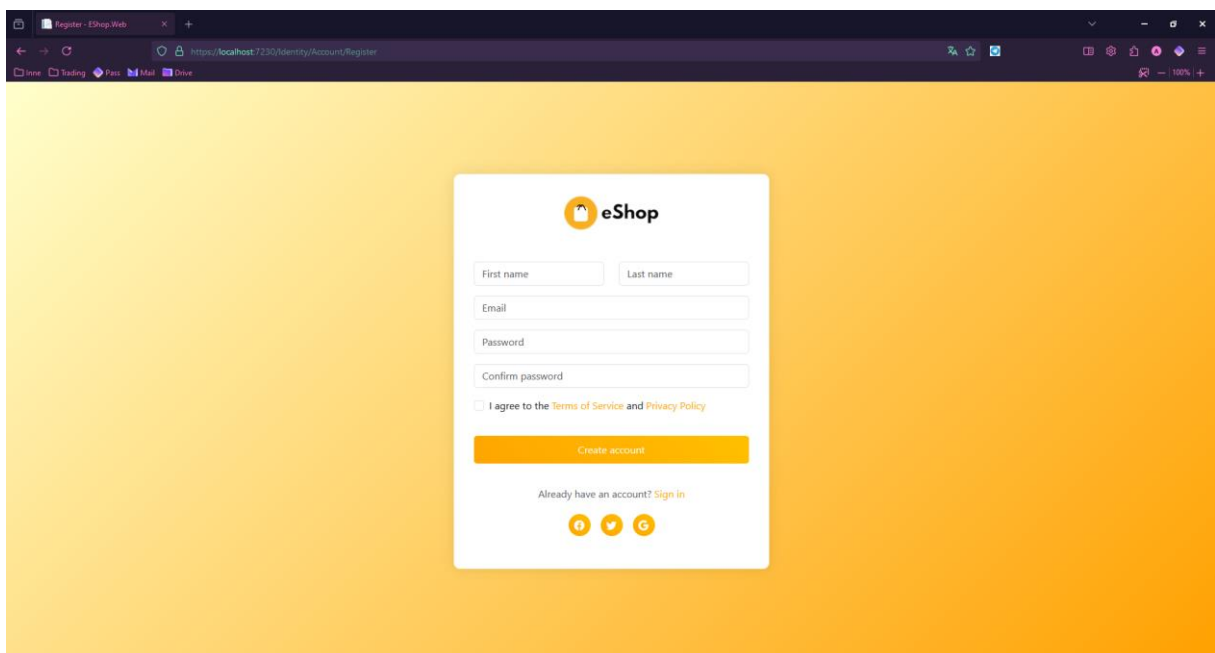 Register - EShop.Web
https://localhost:7230/Identity/Account/Register
Inne Trading Pass Mail Drive
100%
eShop
First name Last name
Email
Password
Confirm password
I agree to the Terms of Service and Privacy Policy
Create account
Already have an account? Sign in